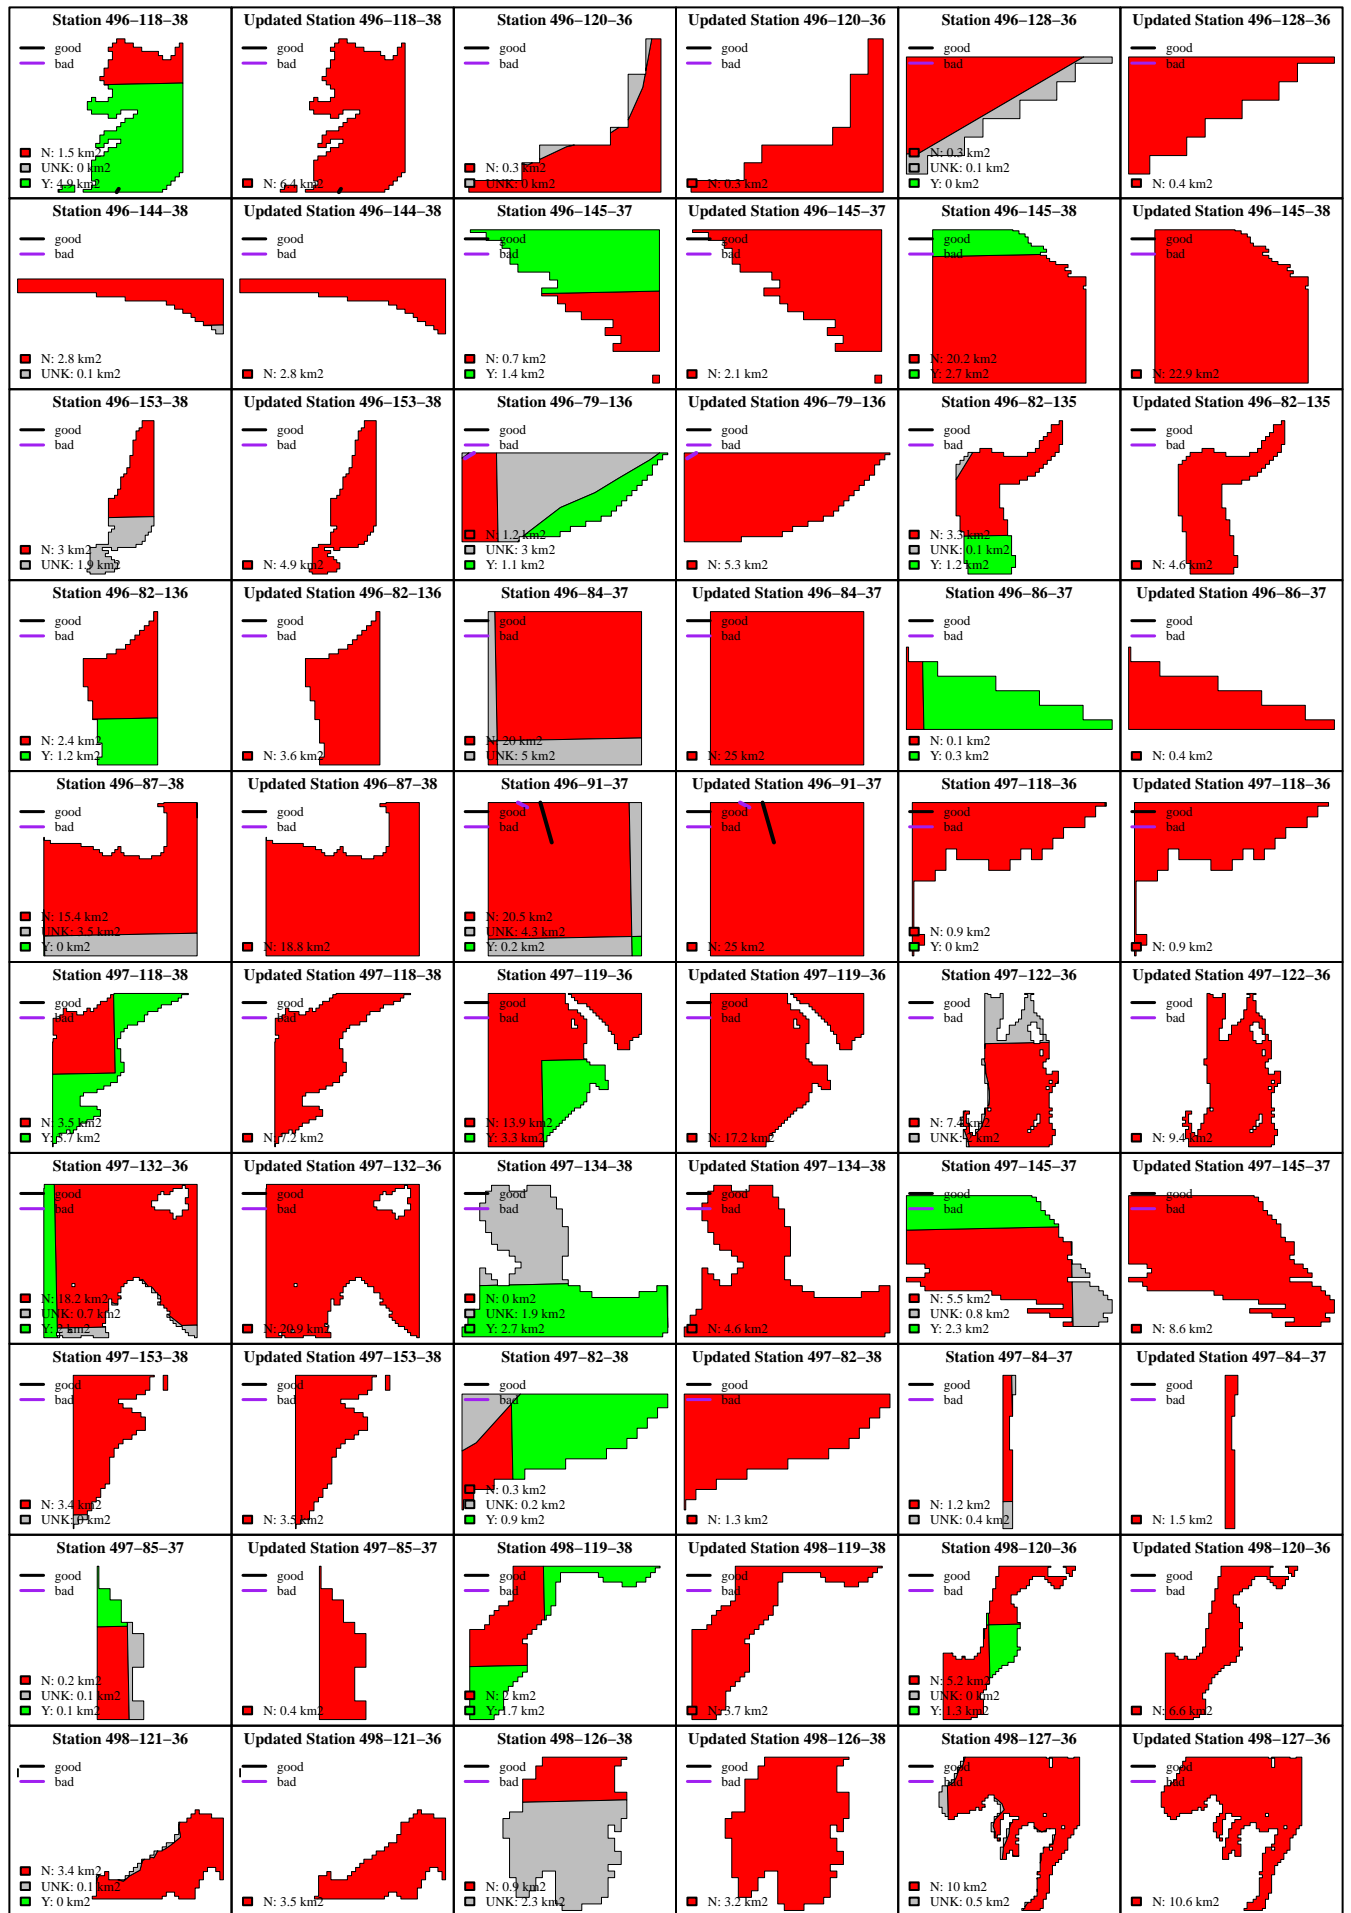 Station 496−118−38
good
bad
N: 1.5 km2
UNK: 0 km2
Y: 4.9 km2
Updated Station 496−118−38
good
bad
N: 6.4 km2
Station 496−120−36
good
bad
N: 0.3 km2
UNK: 0 km2
Updated Station 496−120−36
good
bad
N: 0.3 km2
Station 496−128−36
good
bad
N: 0.3 km2
UNK: 0.1 km2
Y: 0 km2
Updated Station 496−128−36
good
bad
N: 0.4 km2
Station 496−144−38
good
bad
N: 2.8 km2
UNK: 0.1 km2
Updated Station 496−144−38
good
bad
N: 2.8 km2
Station 496−145−37
good
bad
N: 0.7 km2
Y: 1.4 km2
Updated Station 496−145−37
good
bad
N: 2.1 km2
Station 496−145−38
good
bad
N: 20.2 km2
Y: 2.7 km2
Updated Station 496−145−38
good
bad
N: 22.9 km2
Station 496−153−38
good
bad
N: 3 km2
UNK: 1.9 km2
Updated Station 496−153−38
good
bad
N: 4.9 km2
Station 496−79−136
good
bad
N: 1.2 km2
UNK: 3 km2
Y: 1.1 km2
Updated Station 496−79−136
good
bad
N: 5.3 km2
Station 496−82−135
good
bad
N: 3.3 km2
UNK: 0.1 km2
Y: 1.2 km2
Updated Station 496−82−135
good
bad
N: 4.6 km2
Station 496−82−136
good
bad
N: 2.4 km2
Y: 1.2 km2
Updated Station 496−82−136
good
bad
N: 3.6 km2
Station 496−84−37
good
bad
N: 20 km2
UNK: 5 km2
Updated Station 496−84−37
good
bad
N: 25 km2
Station 496−86−37
good
bad
N: 0.1 km2
Y: 0.3 km2
Updated Station 496−86−37
good
bad
N: 0.4 km2
Station 496−87−38
good
bad
N: 15.4 km2
UNK: 3.5 km2
Y: 0 km2
Updated Station 496−87−38
good
bad
N: 18.8 km2
Station 496−91−37
good
bad
N: 20.5 km2
UNK: 4.3 km2
Y: 0.2 km2
Updated Station 496−91−37
good
bad
N: 25 km2
Station 497−118−36
good
bad
N: 0.9 km2
Y: 0 km2
Updated Station 497−118−36
good
bad
N: 0.9 km2
Station 497−118−38
good
bad
N: 3.5 km2
Y: 3.7 km2
Updated Station 497−118−38
good
bad
N: 7.2 km2
Station 497−119−36
good
bad
N: 13.9 km2
Y: 3.3 km2
Updated Station 497−119−36
good
bad
N: 17.2 km2
Station 497−122−36
good
bad
N: 7.4 km2
UNK: 2 km2
Updated Station 497−122−36
good
bad
N: 9.4 km2
Station 497−132−36
good
bad
N: 18.2 km2
UNK: 0.7 km2
Y: 2 km2
Updated Station 497−132−36
good
bad
N: 20.9 km2
Station 497−134−38
good
bad
N: 0 km2
UNK: 1.9 km2
Y: 2.7 km2
Updated Station 497−134−38
good
bad
N: 4.6 km2
Station 497−145−37
good
bad
N: 5.5 km2
UNK: 0.8 km2
Y: 2.3 km2
Updated Station 497−145−37
good
bad
N: 8.6 km2
Station 497−153−38
good
bad
N: 3.4 km2
UNK: 0 km2
Updated Station 497−153−38
good
bad
N: 3.5 km2
Station 497−82−38
good
bad
N: 0.3 km2
UNK: 0.2 km2
Y: 0.9 km2
Updated Station 497−82−38
good
bad
N: 1.3 km2
Station 497−84−37
good
bad
N: 1.2 km2
UNK: 0.4 km2
Updated Station 497−84−37
good
bad
N: 1.5 km2
Station 497−85−37
good
bad
N: 0.2 km2
UNK: 0.1 km2
Y: 0.1 km2
Updated Station 497−85−37
good
bad
N: 0.4 km2
Station 498−119−38
good
bad
N: 2 km2
Y: 1.7 km2
Updated Station 498−119−38
good
bad
N: 3.7 km2
Station 498−120−36
good
bad
N: 5.2 km2
UNK: 0 km2
Y: 1.3 km2
Updated Station 498−120−36
good
bad
N: 6.6 km2
Station 498−121−36
good
bad
N: 3.4 km2
UNK: 0.1 km2
Y: 0 km2
Updated Station 498−121−36
good
bad
N: 3.5 km2
Station 498−126−38
good
bad
N: 0.9 km2
UNK: 2.3 km2
Updated Station 498−126−38
good
bad
N: 3.2 km2
Station 498−127−36
good
bad
N: 10 km2
UNK: 0.5 km2
Updated Station 498−127−36
good
bad
N: 10.6 km2